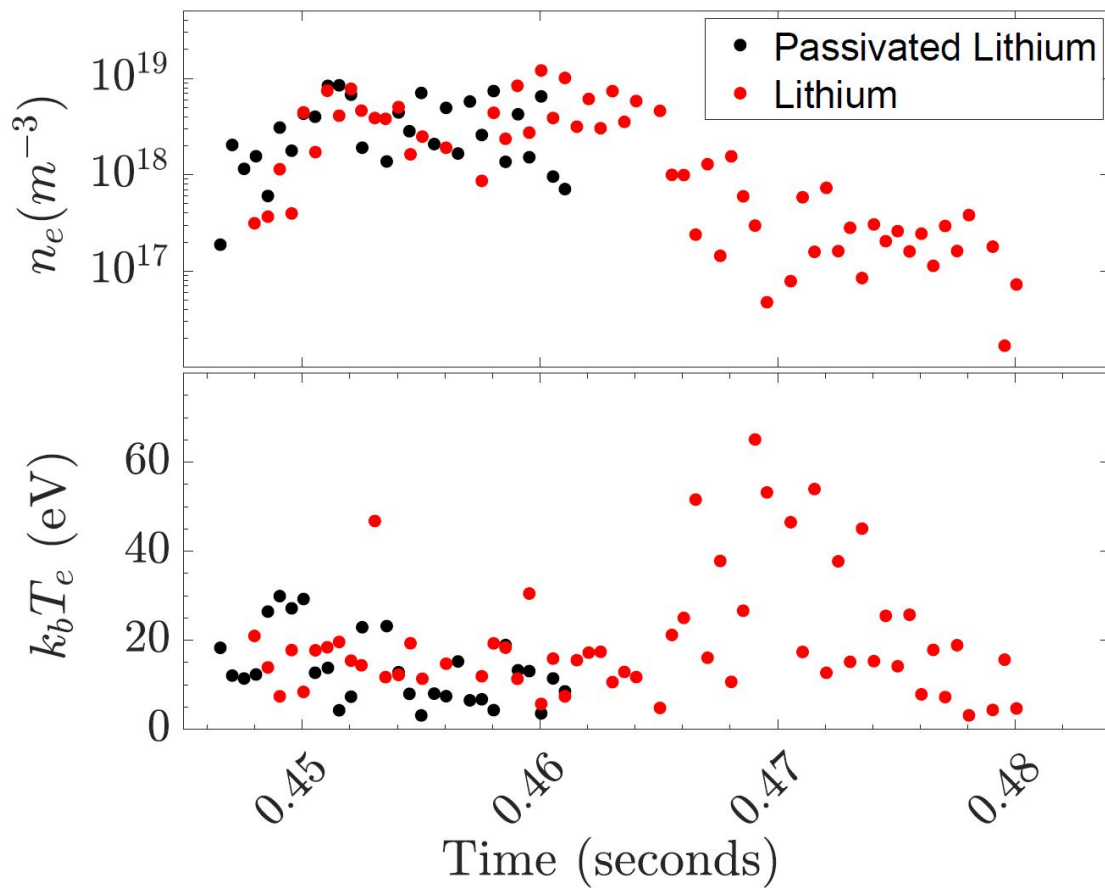 Passivated Lithium
Lithium
10^19
10^18
10^17
n_e(m^{-3})
60
40
20
0
k_bT_e (eV)
0.45
0.46
0.47
0.48
Time (seconds)